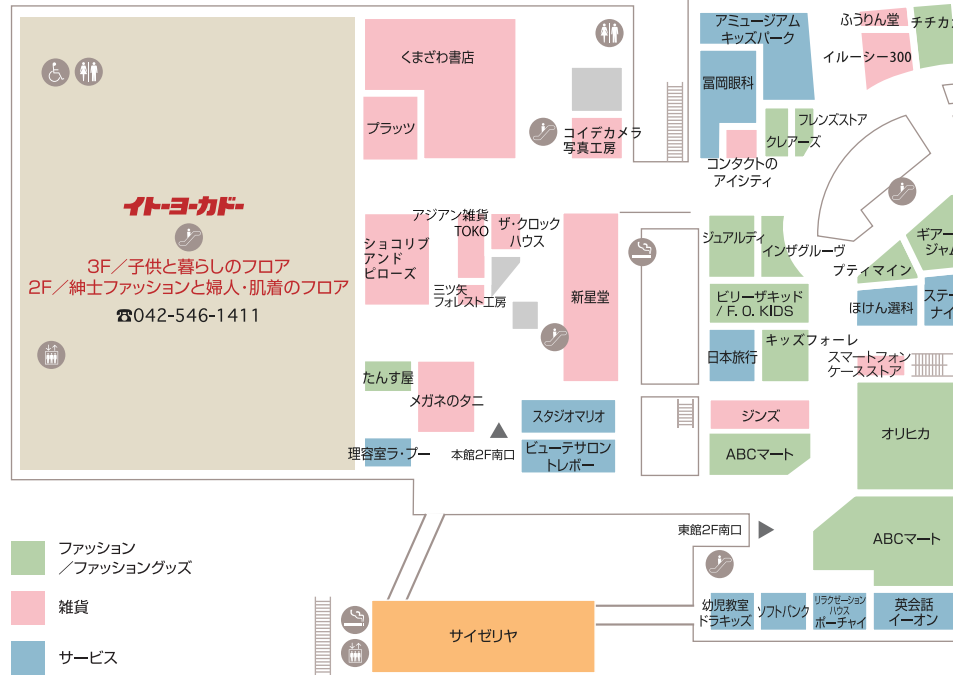 イトーヨーカドー
3F／子供と暮らしのフロア
2F／紳士ファッションと婦人・肌着のフロア
☎042-546-1411
くまざわ書店
プラッツ
コイデカメラ
写真工房
アジアン雑貨
TOKO
ザ・クロック
ハウス
ショコリブ
アンド
ピローズ
三ツ矢
フォレスト工房
新星堂
たんす屋
メガネのタニ
スタジオマリオ
理容室ラ・プー
本館2F南口
ビューテサロン
トレボー
アミュージアム
キッズパーク
冨岡眼科
フレンズストア
クレアーズ
コンタクトの
アイシティ
ふうりん堂
チチカ
イルーシー300
ジュアルディ
インザグルーヴ
ギアー
ジャム
プティマイン
ビリーザキッド
/ F. O. KIDS
ほけん選科
ステー
ナイ
日本旅行
キッズフォーレ
スマートフォン
ケースストア
ジンズ
ABCマート
オリヒカ
東館2F南口
ABCマート
幼児教室
ドラキッズ
ソフトバンク
リラクゼーション
ハウス
ポーチャイ
英会話
イーオン
サイゼリヤ
ファッション
／ファッショングッズ
雑貨
サービス